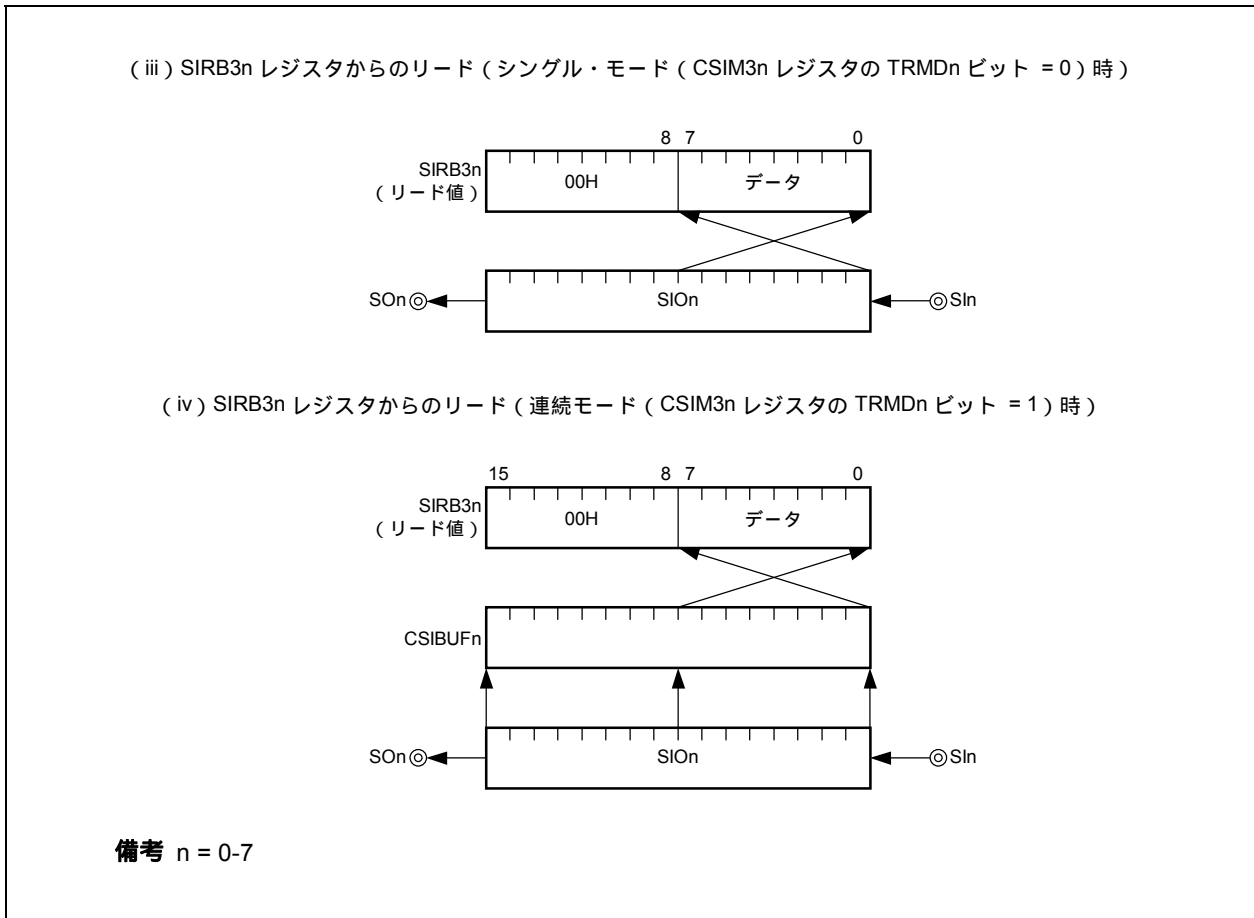 （iii）SIRB3n レジスタからのリード（シングル・モード（CSIM3n レジスタの TRMDn ビット = 0）時）
8 7 0
SIRB3n
（リード値）
00H
データ
SOn
SIOn
SIn
（iv）SIRB3n レジスタからのリード（連続モード（CSIM3n レジスタの TRMDn ビット = 1）時）
15 8 7 0
SIRB3n
（リード値）
00H
データ
CSIBUFn
SOn
SIOn
SIn
備考 n = 0-7